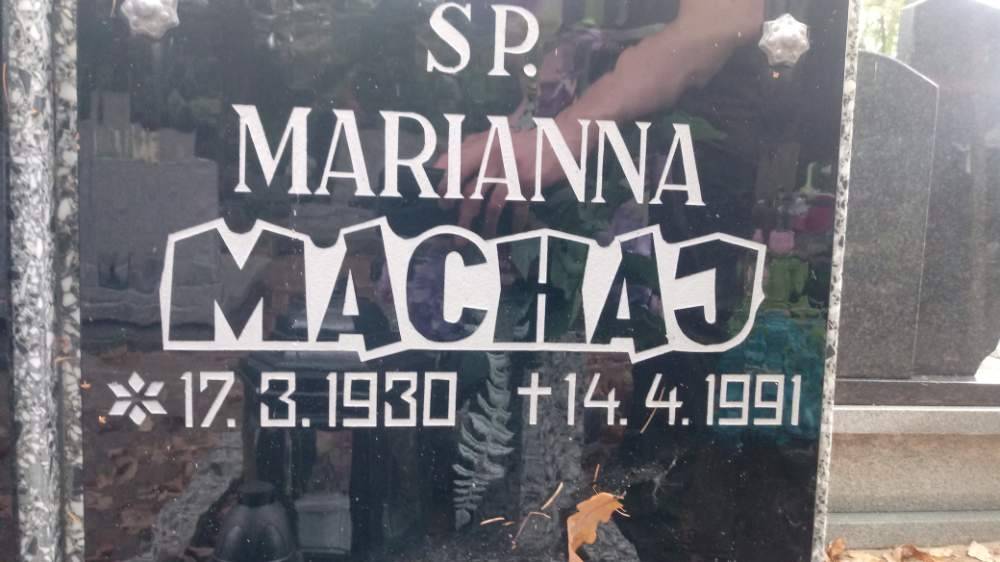 SP.
MARIANNA
MACHAJ
17. 3. 1930 † 14. 4. 1991